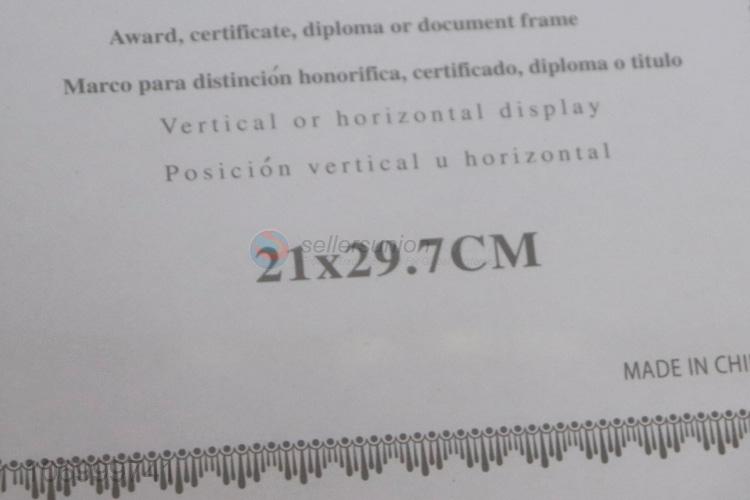 Award, certificate, diploma or document frame
Marco para distinción honorifica, certificado, diploma o titulo
Vertical or horizontal display
Posición vertical u horizontal
sellersunion
21x29.7CM
MADE IN CHI